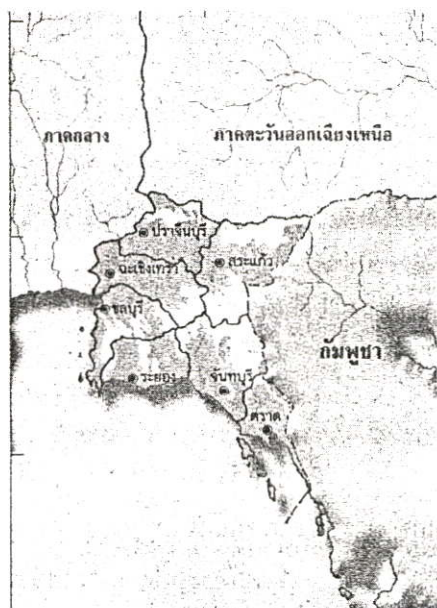 ภาคกลาง
ภาคตะวันออกเฉียงเหนือ
ปราจีนบุรี
สระแก้ว
ฉะเชิงเทรา
ชลบุรี
กัมพูชา
ระยอง
จันทบุรี
ตราด